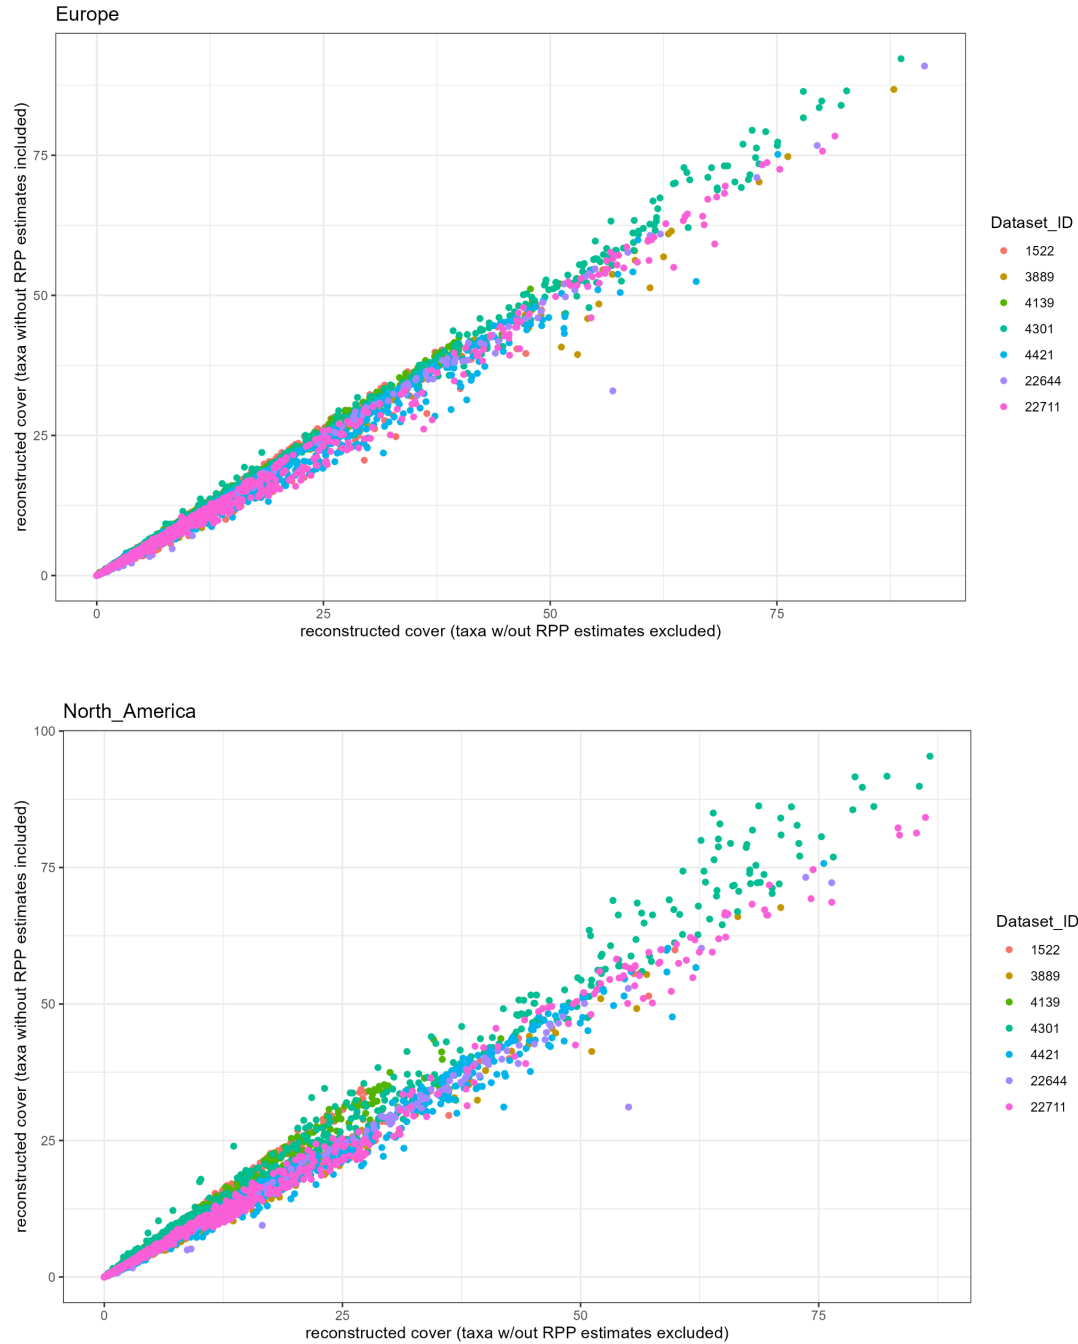 Europe
reconstructed cover (taxa without RPP estimates included)
75
50
25
0
0 25 50 75
reconstructed cover (taxa w/out RPP estimates excluded)
Dataset_ID
1522
3889
4139
4301
4421
22644
22711
North_America
reconstructed cover (taxa without RPP estimates included)
100
75
50
25
0
0 25 50 75
reconstructed cover (taxa w/out RPP estimates excluded)
Dataset_ID
1522
3889
4139
4301
4421
22644
22711